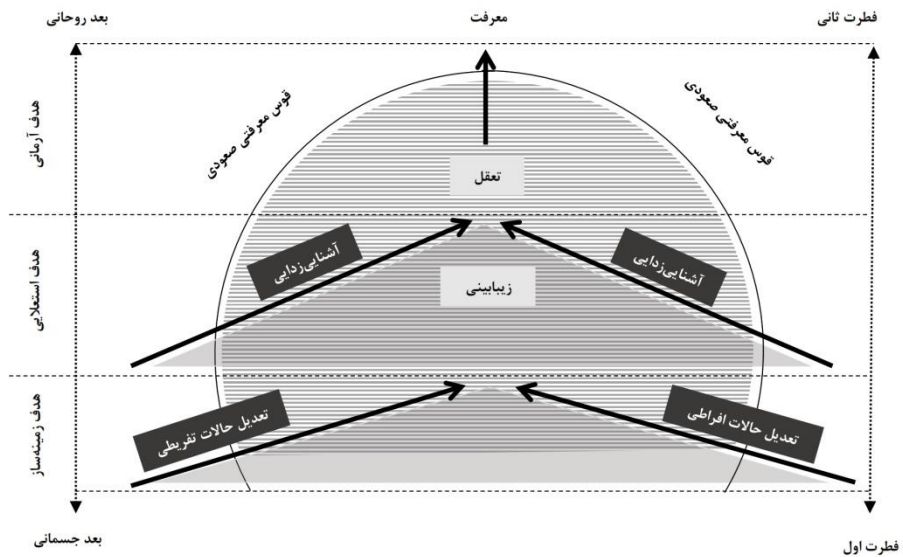 فطرت ثانی
معرفت
بعد روحانی
قوس معرفتی صعودی
قوس معرفتی صعودی
هدف آرمانی
تعقل
هدف استعلایی
آشنایی‌زدایی
آشنایی‌زدایی
زیبابینی
هدف زمینه‌ساز
تعدیل حالات افراطی
تعدیل حالات تفریطی
فطرت اول
بعد جسمانی